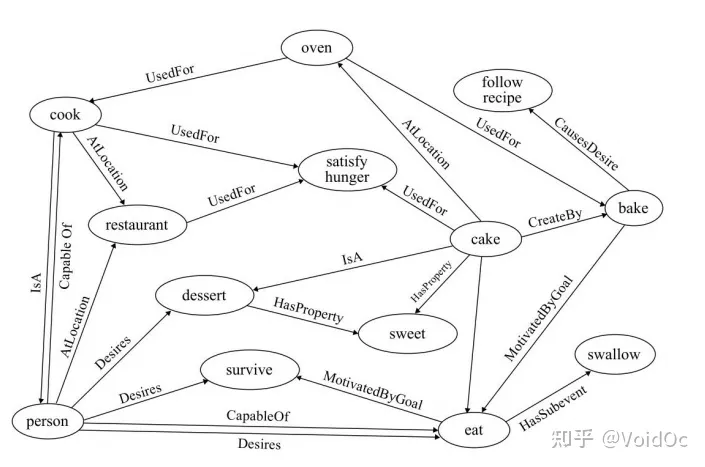 oven
UsedFor
follow
recipe
cook
UsedFor
AtLocation
UsedFor
CausesDesire
AtLocation
satisfy
hunger
UsedFor
UsedFor
restaurant
bake
cake
CreateBy
IsA
Capable Of
IsA
HasProperty
dessert
HasProperty
AtLocation
sweet
MotivatedByGoal
Desires
swallow
survive
Desires
MotivatedByGoal
HasSubevent
person
CapableOf
eat
Desires
知乎 @VoidOc